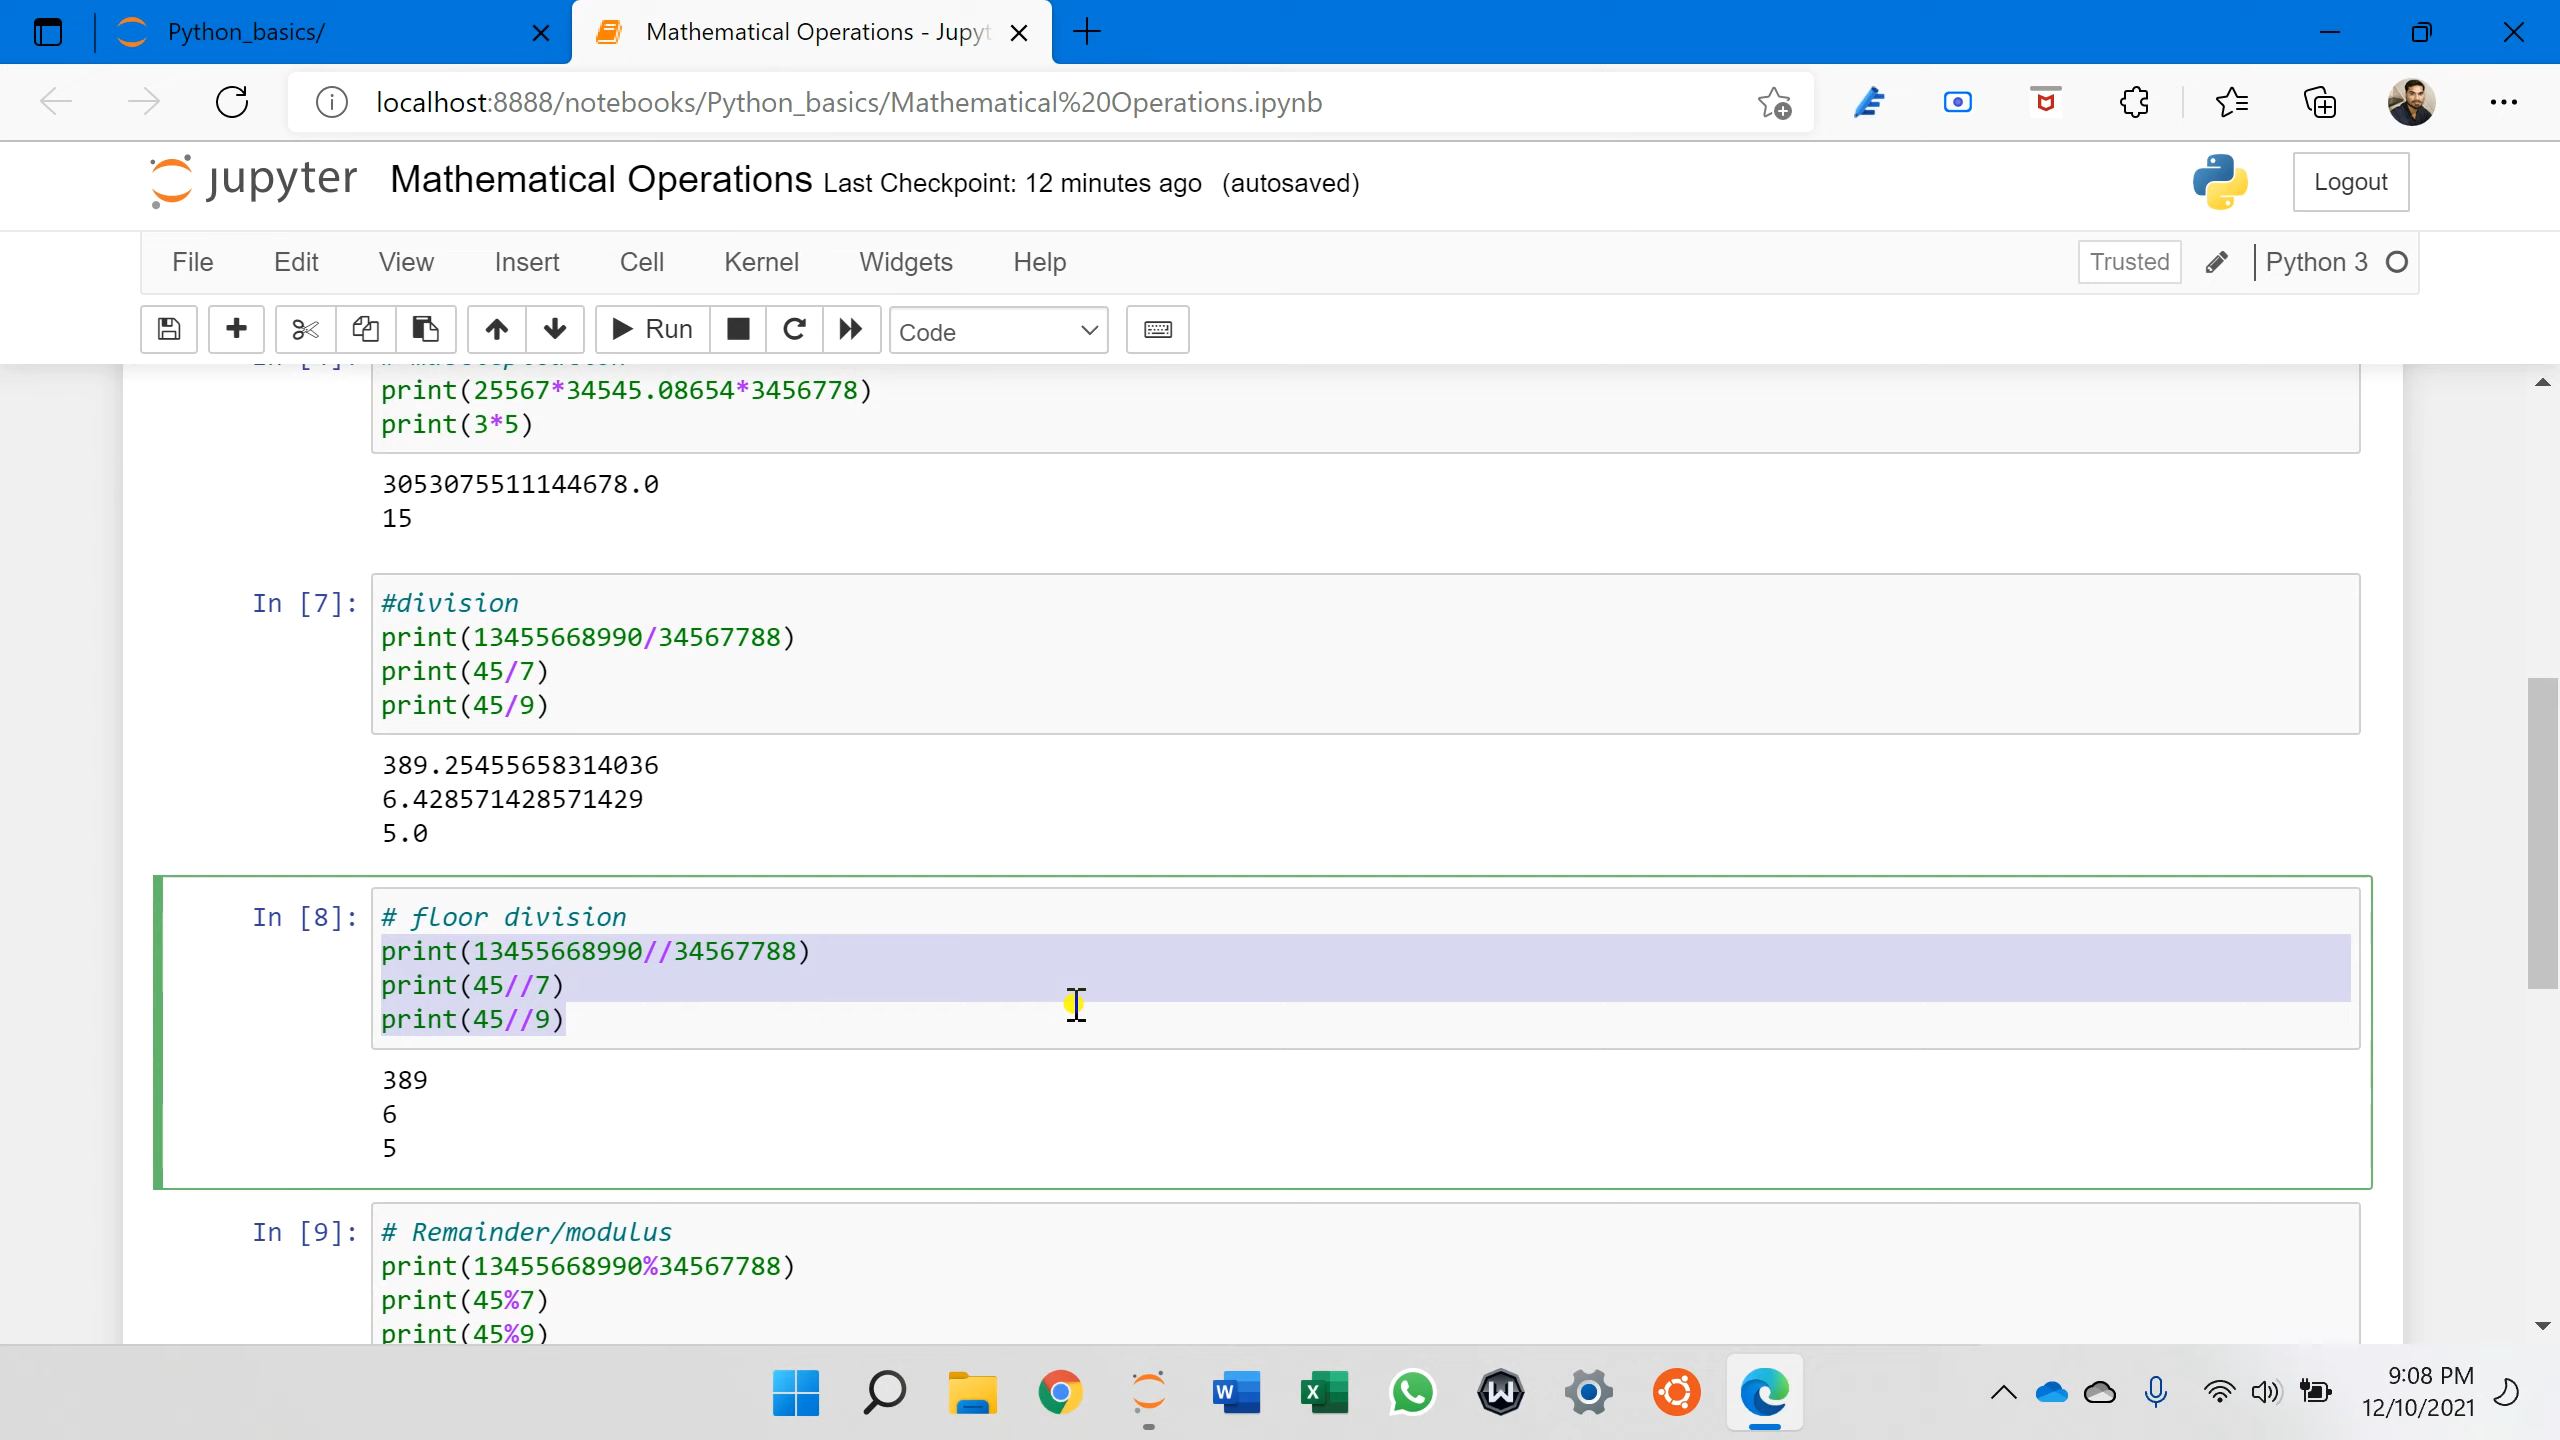 Python_basics/
Mathematical Operations - Jupyt
localhost:8888/notebooks/Python_basics/Mathematical%20Operations.ipynb
jupyter Mathematical Operations Last Checkpoint: 12 minutes ago (autosaved)
Logout
File Edit View Insert Cell Kernel Widgets Help
Trusted Python 3
Run
Code
print(25567*34545.08654*3456778)
print(3*5)
3053075511144678.0
15
In [7]: #division
print(13455668990/34567788)
print(45/7)
print(45/9)
389.25455658314036
6.428571428571429
5.0
In [8]: # floor division
print(13455668990//34567788)
print(45//7)
print(45//9)
389
6
5
In [9]: # Remainder/modulus
print(13455668990%34567788)
print(45%7)
print(45%9)
9:08 PM
12/10/2021